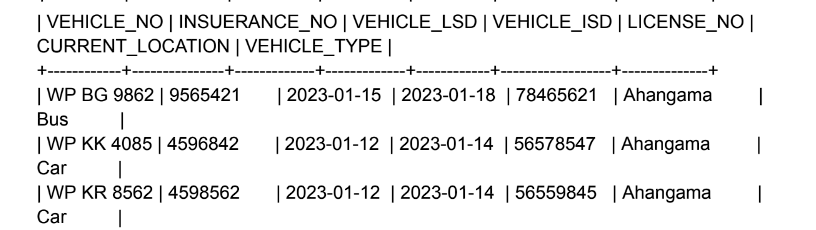 | VEHICLE_NO | INSUERANCE_NO | VEHICLE_LSD | VEHICLE_ISD | LICENSE_NO |
CURRENT_LOCATION | VEHICLE_TYPE |
+------------+---------------+-------------+-------------+------------+------------------+--------------+
| WP BG 9862 | 9565421 | 2023-01-15 | 2023-01-18 | 78465621 | Ahangama |
Bus |
| WP KK 4085 | 4596842 | 2023-01-12 | 2023-01-14 | 56578547 | Ahangama |
Car |
| WP KR 8562 | 4598562 | 2023-01-12 | 2023-01-14 | 56559845 | Ahangama |
Car |